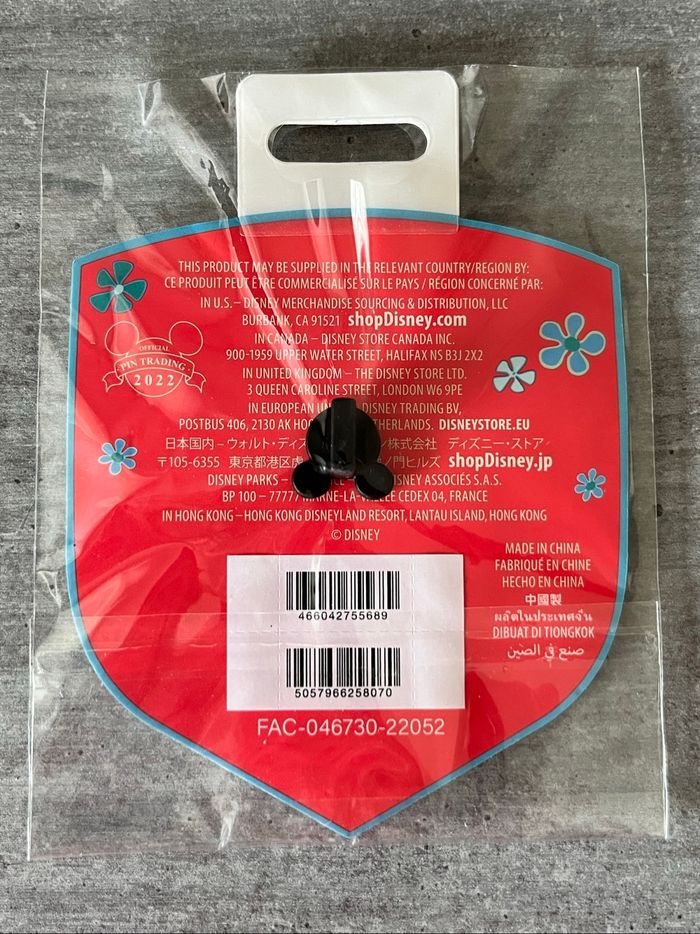 THIS PRODUCT MAY BE SUPPLIED IN THE RELEVANT COUNTRY/REGION BY:
CE PRODUIT PEUT ÊTRE COMMERCIALISÉ SUR LE PAYS / RÉGION CONCERNÉ PAR:
IN U.S. – DISNEY MERCHANDISE SOURCING & DISTRIBUTION, LLC
BURBANK, CA 91521 shopDisney.com
IN CANADA – DISNEY STORE CANADA INC.
900-1959 UPPER WATER STREET, HALIFAX NS B3J 2X2
IN UNITED KINGDOM – THE DISNEY STORE LTD.
3 QUEEN CAROLINE STREET, LONDON W6 9PE
IN EUROPEAN DISNEY TRADING BV,
POSTBUS 406, 2130 AK DISNEYSTORE.EU
日本国内 – ウォルト・ディズ 株式会社 ディズニー・ストア
〒105-6355 東京都港区虎 門ヒルズ shopDisney.jp
DISNEY PARKS – DISNEY ASSOCIÉS S.A.S.
BP 100 – 77777 MARNE-LA-VALLÉE CEDEX 04, FRANCE
IN HONG KONG – HONG KONG DISNEYLAND RESORT, LANTAU ISLAND, HONG KONG
© DISNEY
OFFICIAL
PIN TRADING
2022
MADE IN CHINA
FABRIQUÉ EN CHINE
HECHO EN CHINA
中國製
ผลิตในประเทศจีน
DIBUAT DI TIONGKOK
صنع في الصين
466042755689
5057966258070
FAC-046730-22052